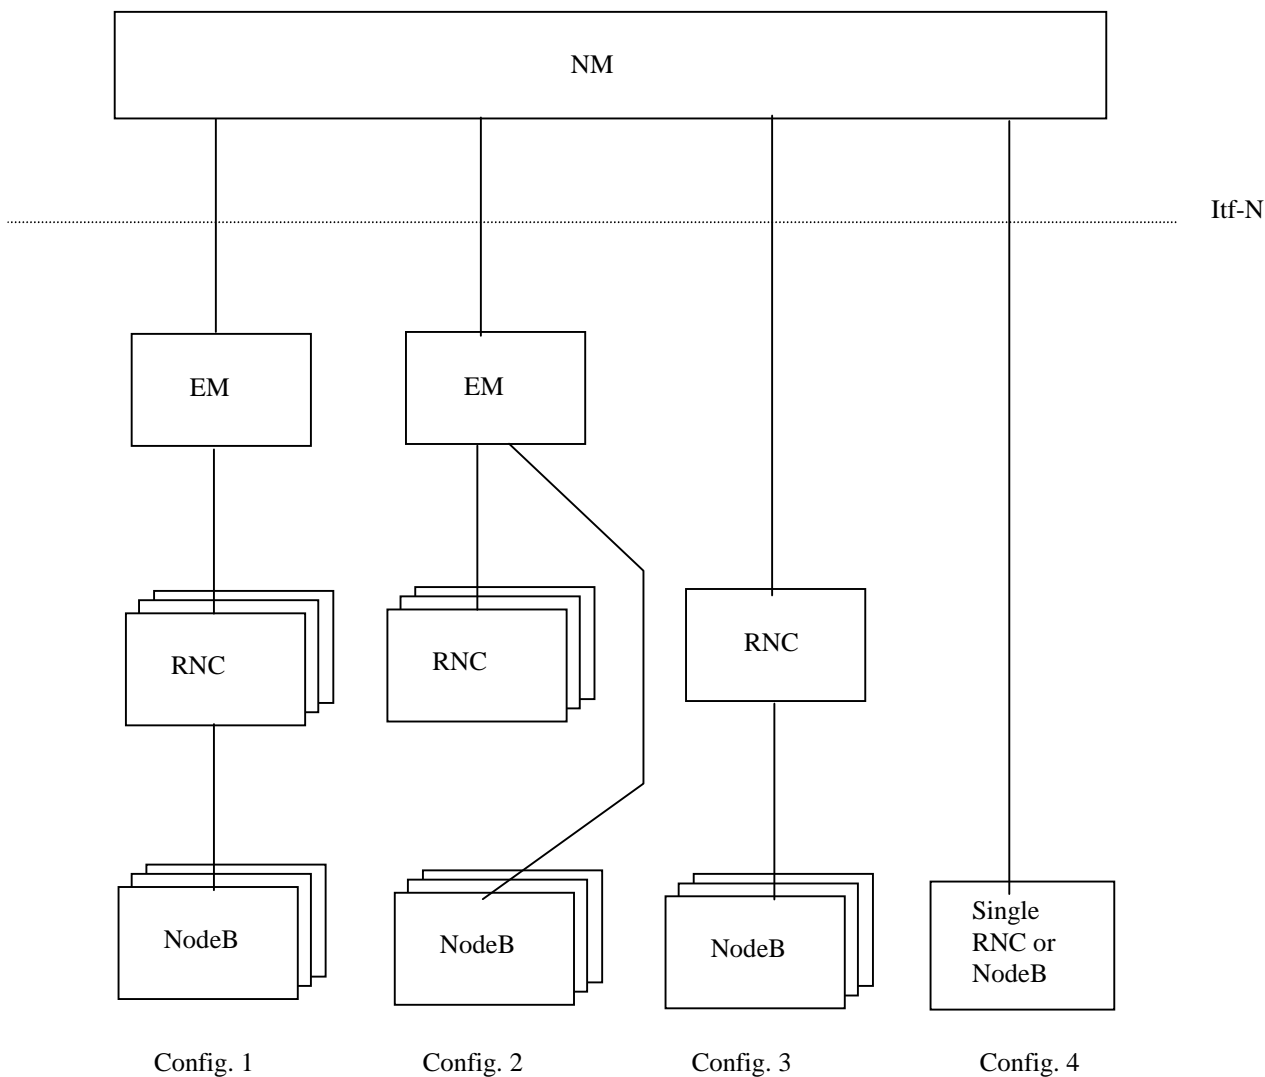 NM
Itf-N
EM
EM
RNC
RNC
RNC
NodeB
NodeB
NodeB
Single
RNC or
NodeB
Config. 1
Config. 2
Config. 3
Config. 4